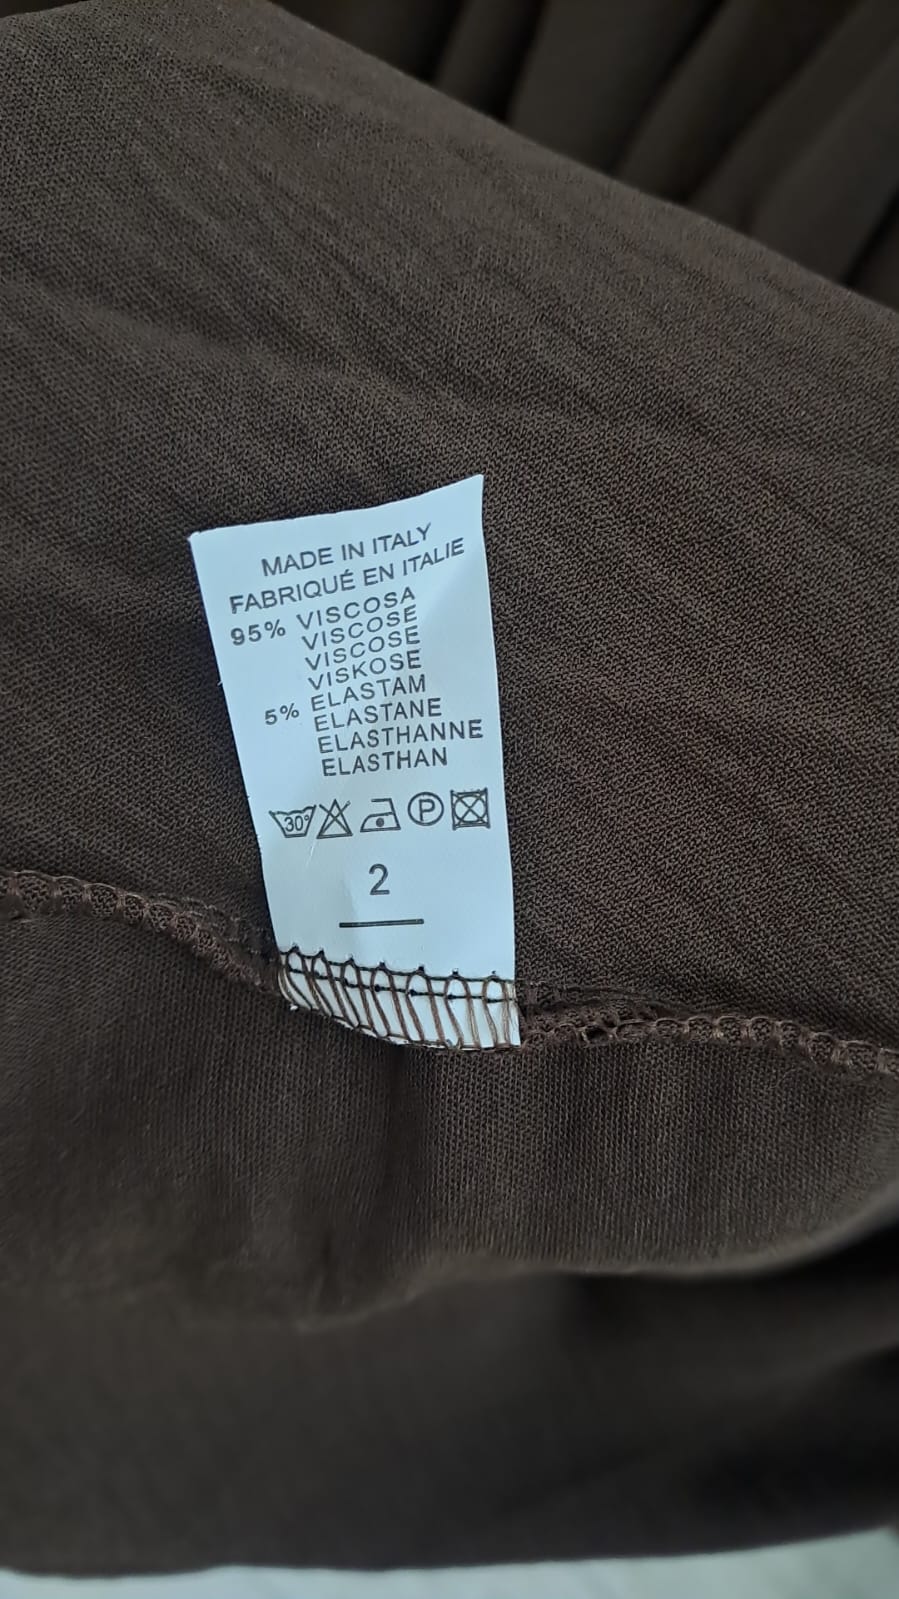 MADE IN ITALY
FABRIQUÉ EN ITALIE
95% VISCOSA
VISCOSE
VISCOSE
VISKOSE
5% ELASTAM
ELASTANE
ELASTHANNE
ELASTHAN
30° P
2